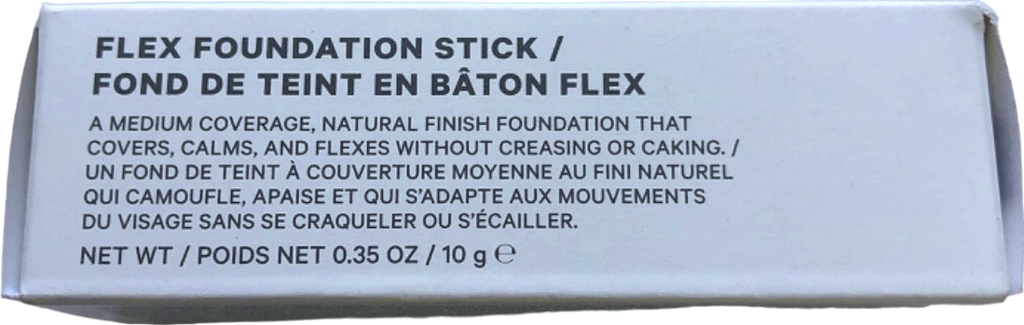 FLEX FOUNDATION STICK /
FOND DE TEINT EN BÂTON FLEX
A MEDIUM COVERAGE, NATURAL FINISH FOUNDATION THAT
COVERS, CALMS, AND FLEXES WITHOUT CREASING OR CAKING. /
UN FOND DE TEINT À COUVERTURE MOYENNE AU FINI NATUREL
QUI CAMOUFLE, APAISE ET QUI S'ADAPTE AUX MOUVEMENTS
DU VISAGE SANS SE CRAQUELER OU S'ÉCAILLER.
NET WT / POIDS NET 0.35 OZ / 10 g ℮